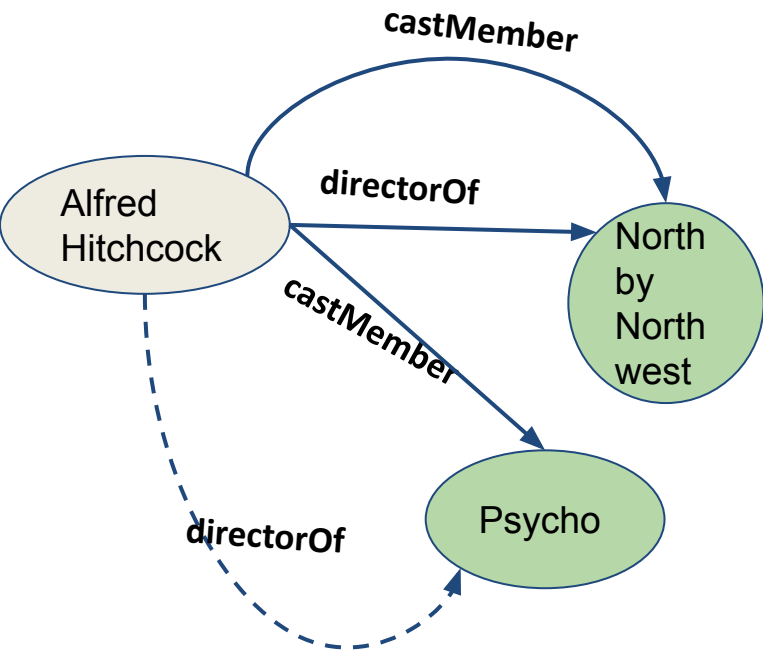 castMember
directorOf
Alfred
Hitchcock
North
by
North
west
castMember
Psycho
directorOf